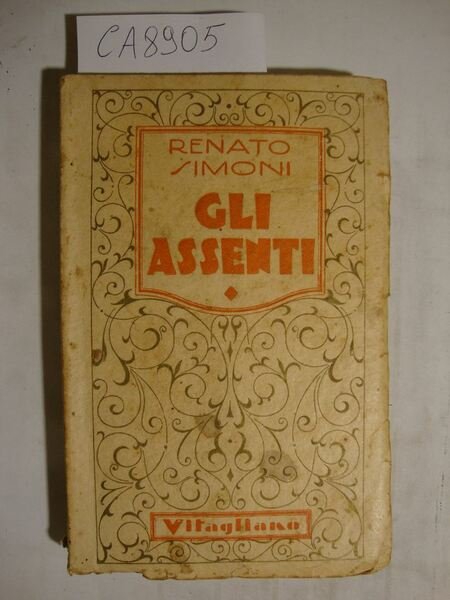 CA8905
RENATO
SIMONI
GLI
ASSENTI
Vitagliano